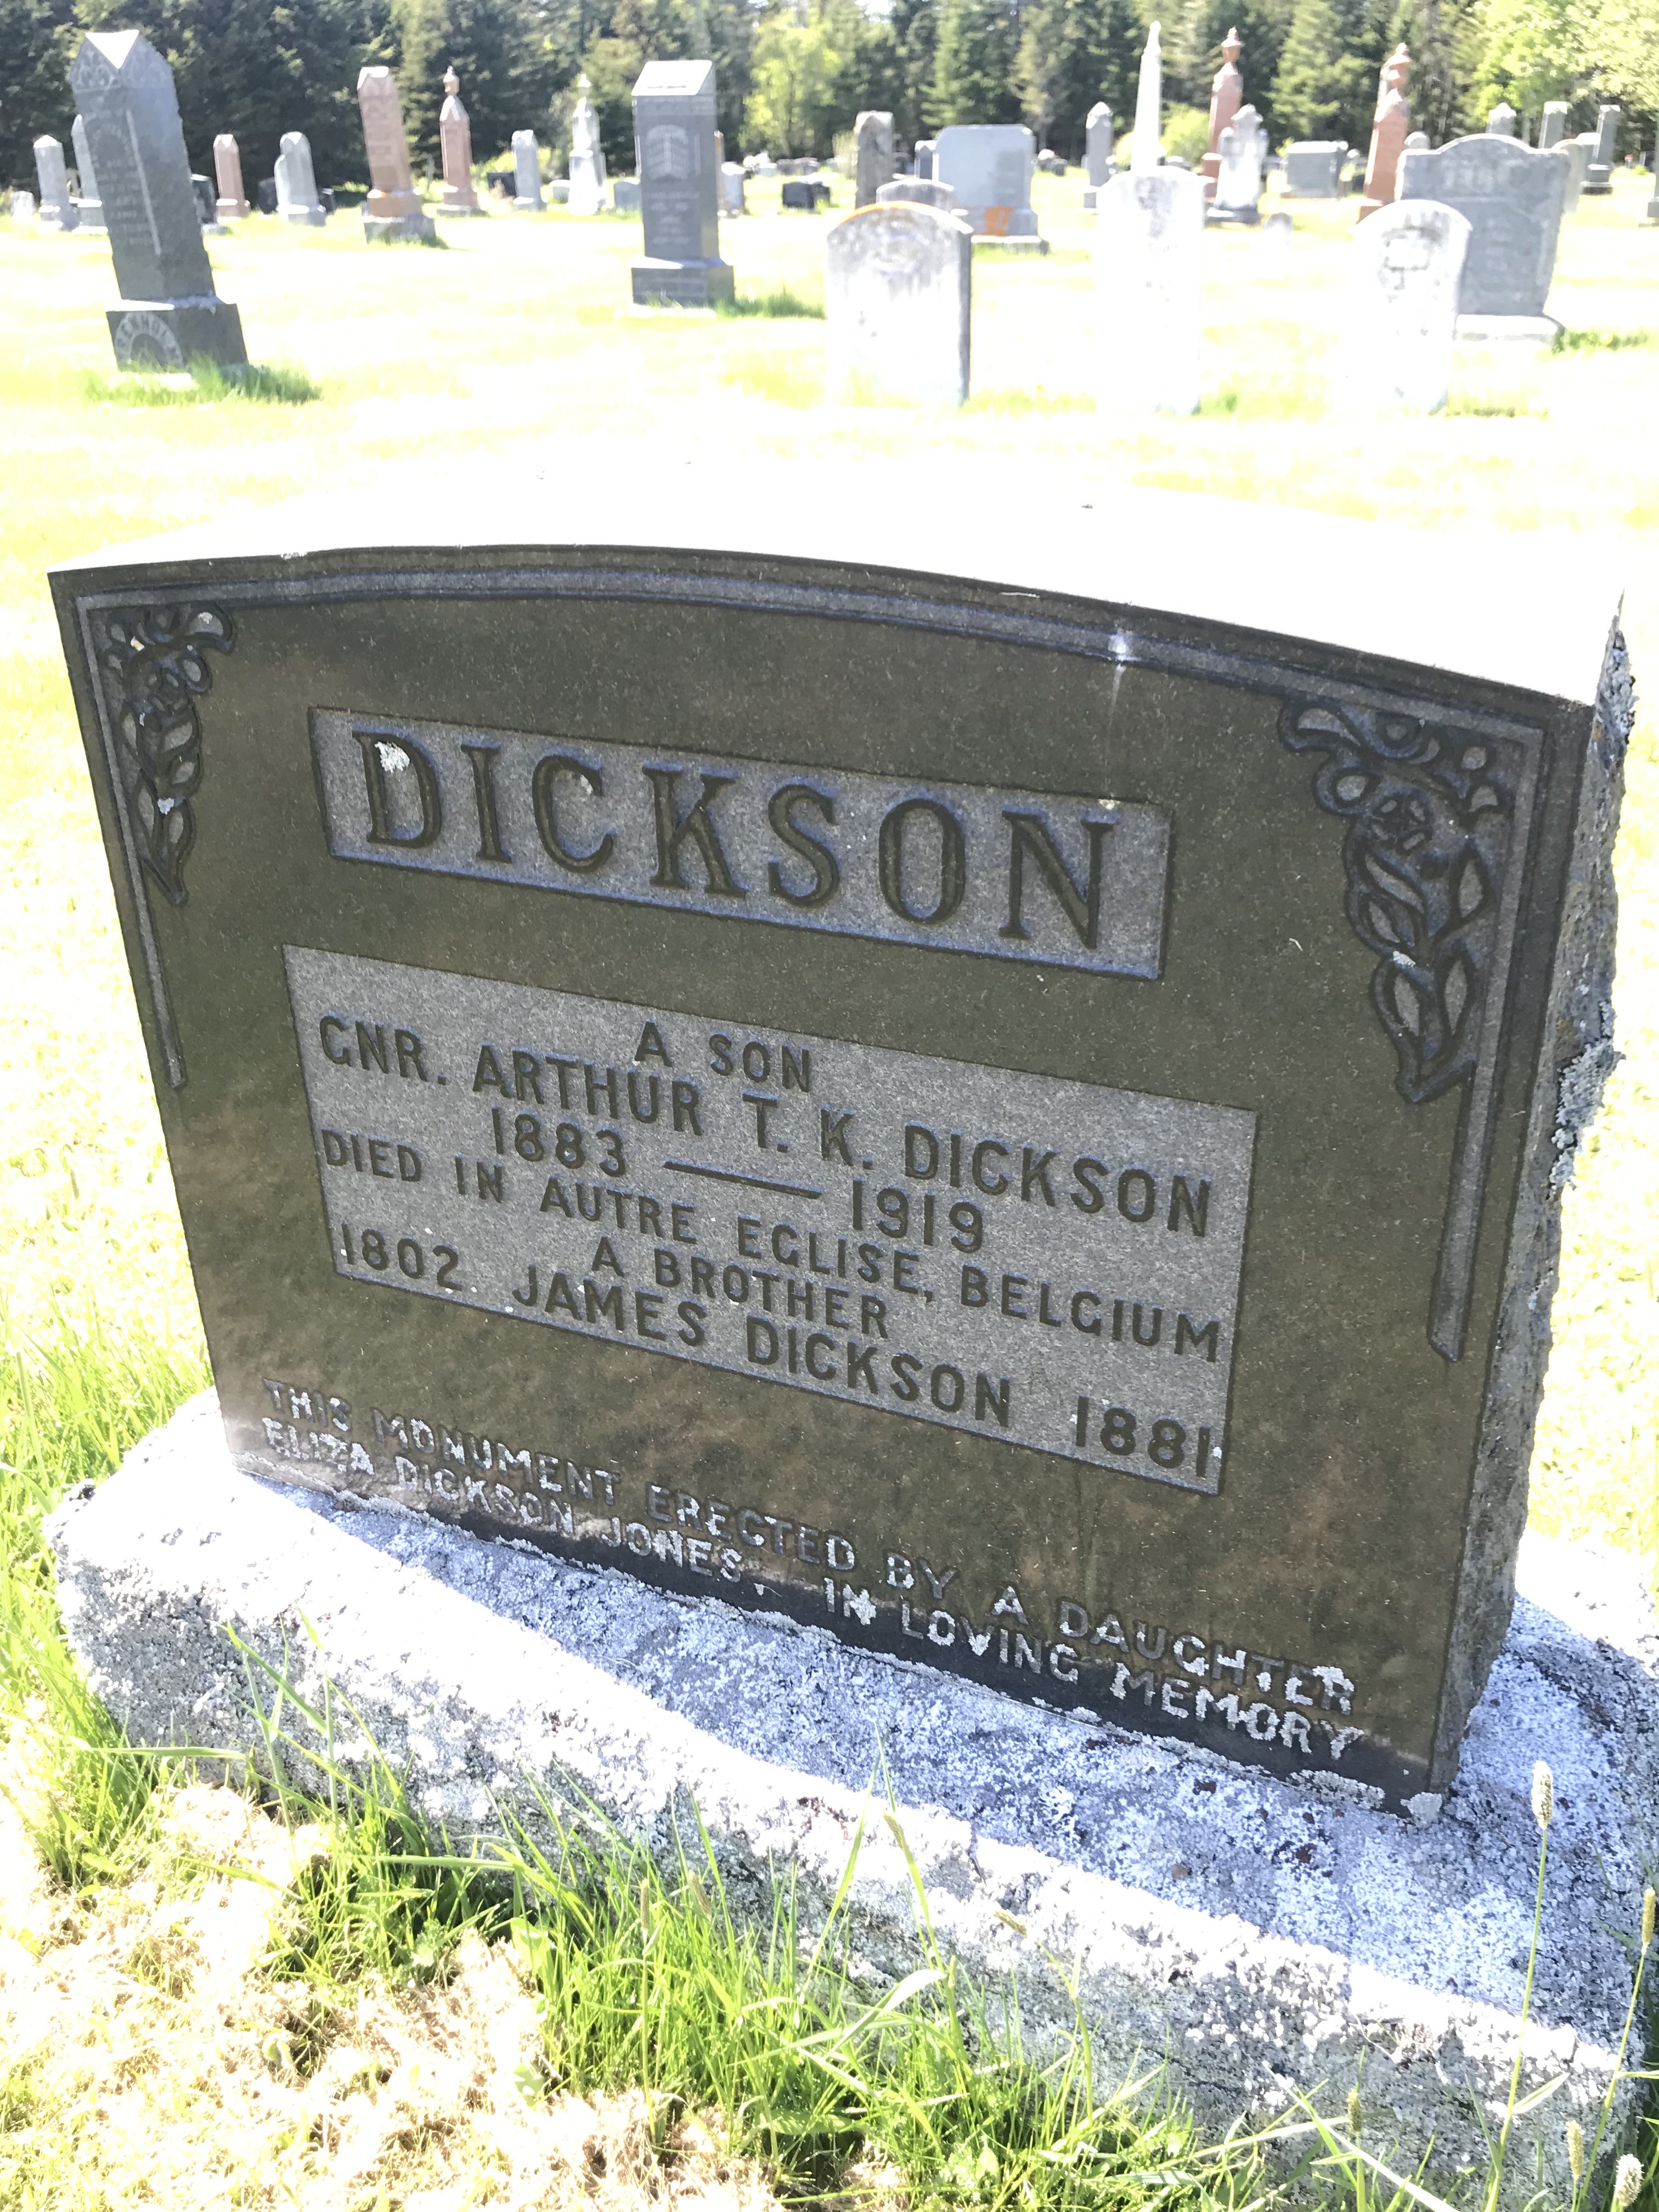 DICKSON
A SON
GNR. ARTHUR T. K. DICKSON
1883 — 1919
DIED IN AUTRE EGLISE, BELGIUM
A BROTHER
1802 JAMES DICKSON 1881
THIS MONUMENT ERECTED BY A DAUGHTER
ELIZA DICKSON JONES. IN LOVING MEMORY